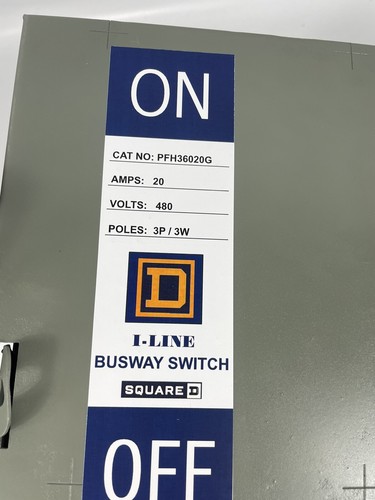 ON
CAT NO: PFH36020G
AMPS: 20
VOLTS: 480
POLES: 3P / 3W
D
I-LINE
BUSWAY SWITCH
SQUARE D
OFF